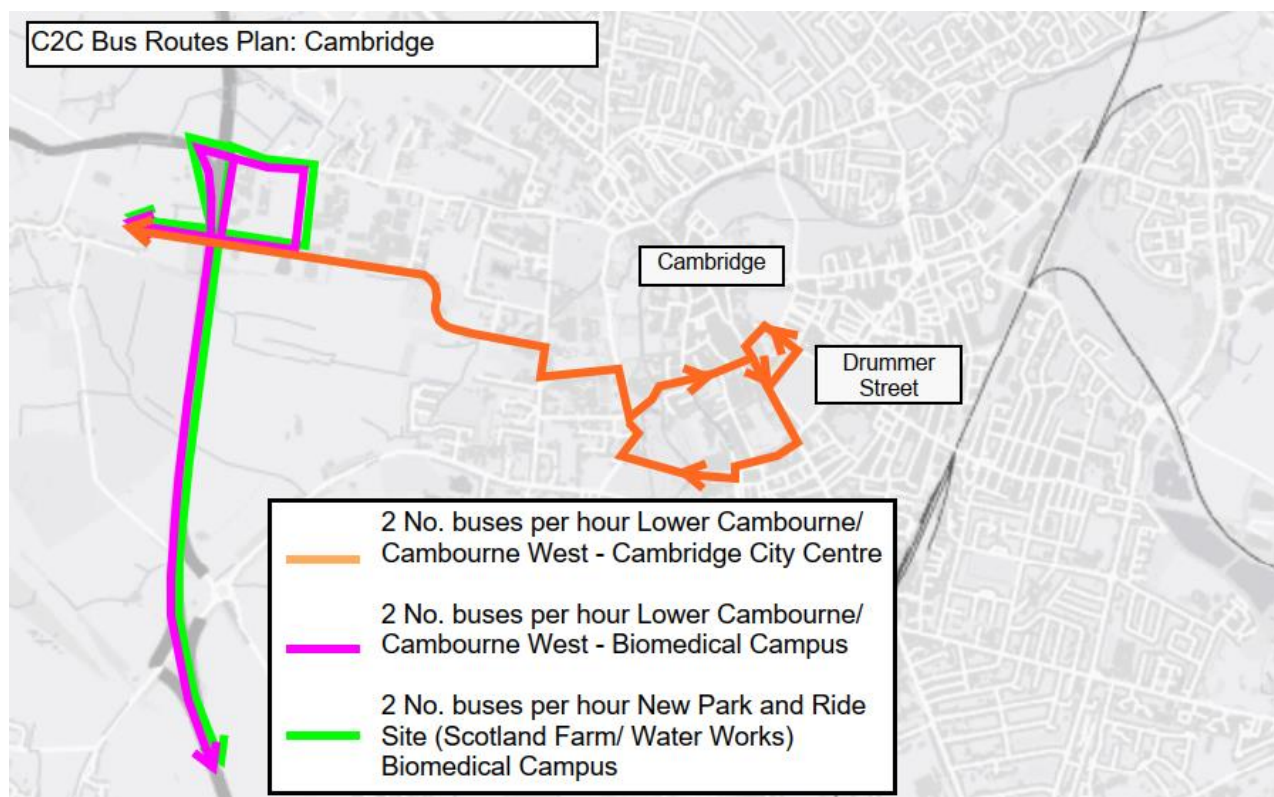 C2C Bus Routes Plan: Cambridge
Cambridge
Drummer
Street
2 No. buses per hour Lower Cambourne/
Cambourne West - Cambridge City Centre
2 No. buses per hour Lower Cambourne/
Cambourne West - Biomedical Campus
2 No. buses per hour New Park and Ride
Site (Scotland Farm/ Water Works)
Biomedical Campus